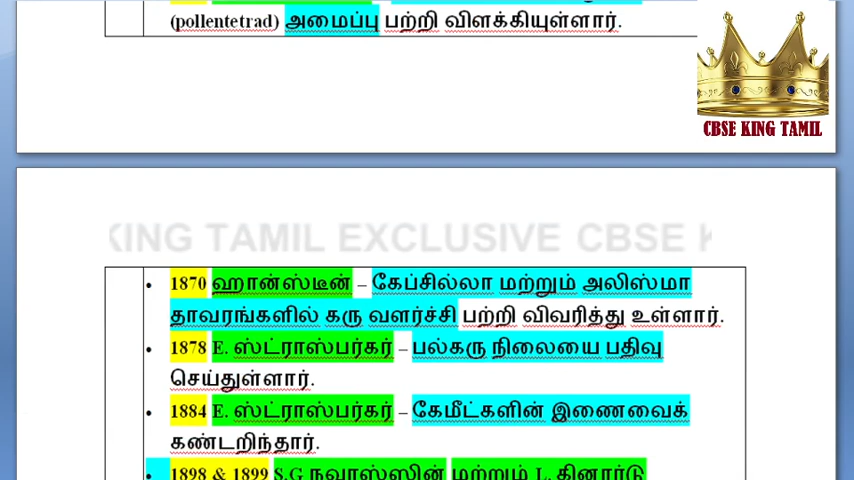 (pollentetrad) அமைப்பு பற்றி விளக்கியுள்ளார்.
CBSE KING TAMIL
KING TAMIL EXCLUSIVE CBSE K
• 1870 ஹான்ஸ்டீன் – கேப்சில்லா மற்றும் அலிஸ்மா
தாவரங்களில் கரு வளர்ச்சி பற்றி விவரித்து உள்ளார்.
• 1878 E. ஸ்ட்ராஸ்பர்கர் – பல்கரு நிலையை பதிவு
செய்துள்ளார்.
• 1884 E. ஸ்ட்ராஸ்பர்கர் – கேமீட்களின் இணைவைக்
கண்டறிந்தார்.
• 1898 & 1899 S.G நவாஸ்ஸின் மற்றும் L. கினார்டு